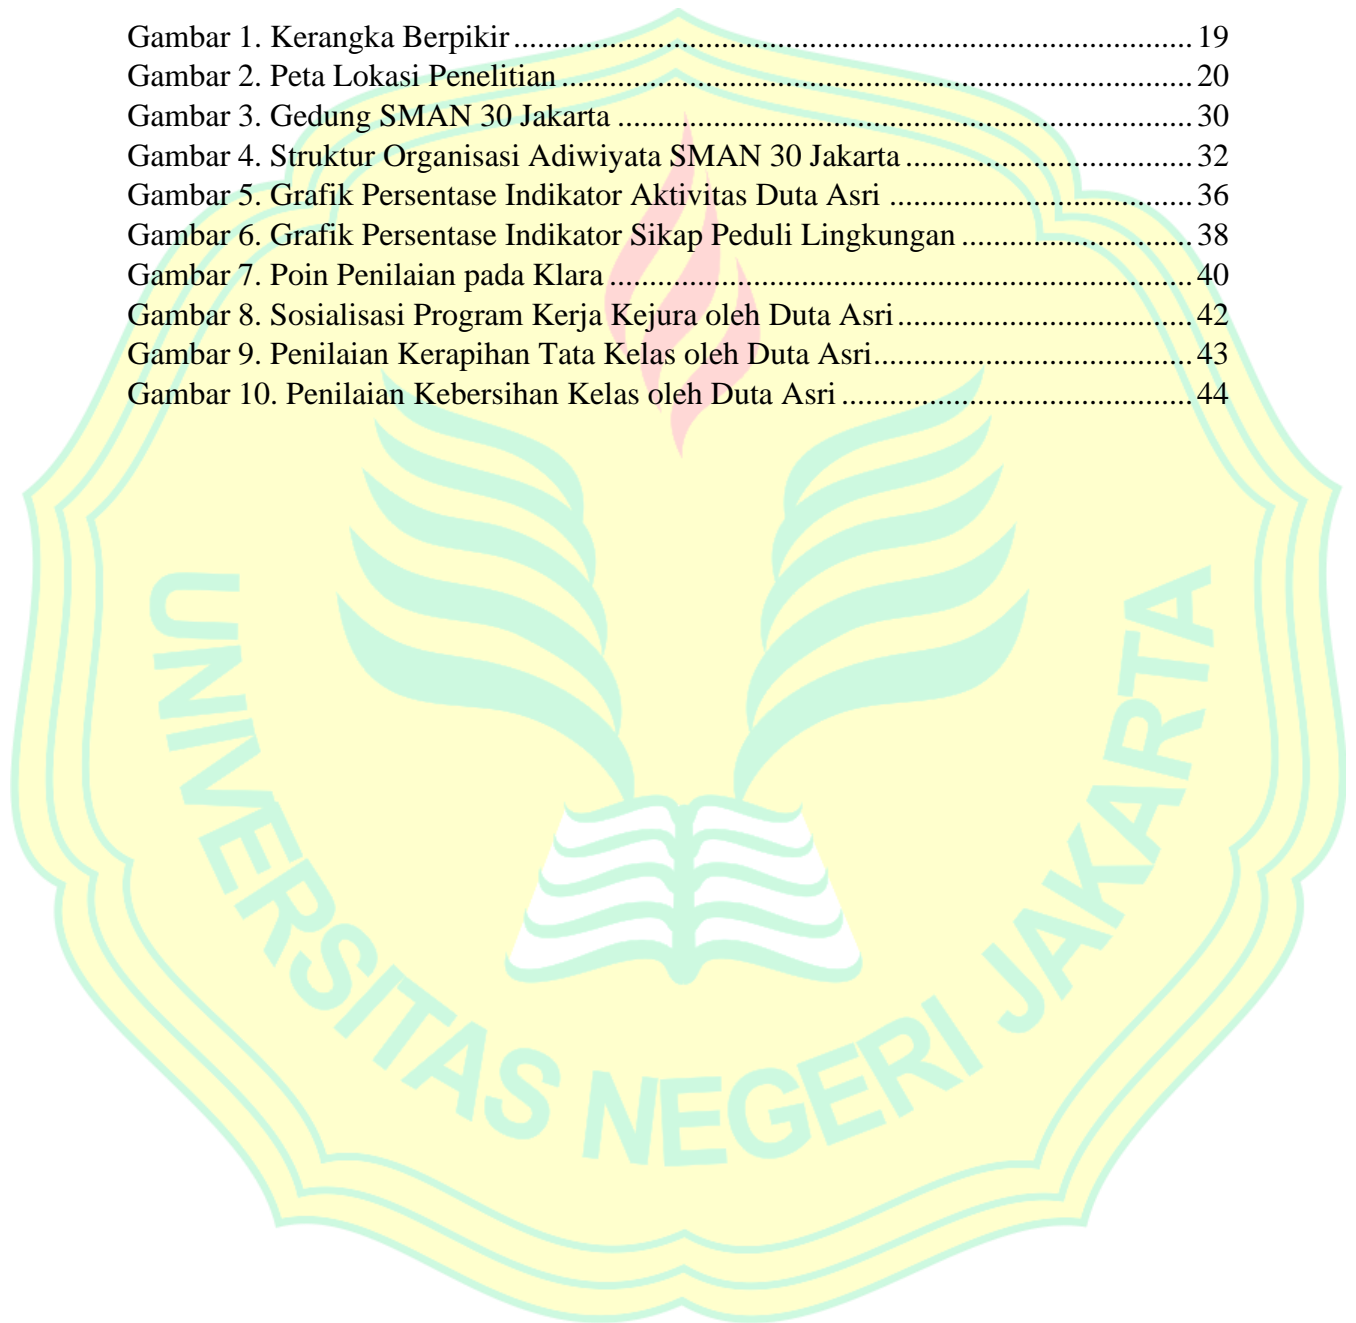 Gambar 1. Kerangka Berpikir.......................................................................................19
Gambar 2. Peta Lokasi Penelitian.................................................................................20
Gambar 3. Gedung SMAN 30 Jakarta .........................................................................30
Gambar 4. Struktur Organisasi Adiwiyata SMAN 30 Jakarta.....................................32
Gambar 5. Grafik Persentase Indikator Aktivitas Duta Asri .......................................36
Gambar 6. Grafik Persentase Indikator Sikap Peduli Lingkungan..............................38
Gambar 7. Poin Penilaian pada Klara...........................................................................40
Gambar 8. Sosialisasi Program Kerja Kejura oleh Duta Asri......................................42
Gambar 9. Penilaian Kerapihan Tata Kelas oleh Duta Asri.........................................43
Gambar 10. Penilaian Kebersihan Kelas oleh Duta Asri.............................................44
UNIVERSITAS NEGERI JAKARTA